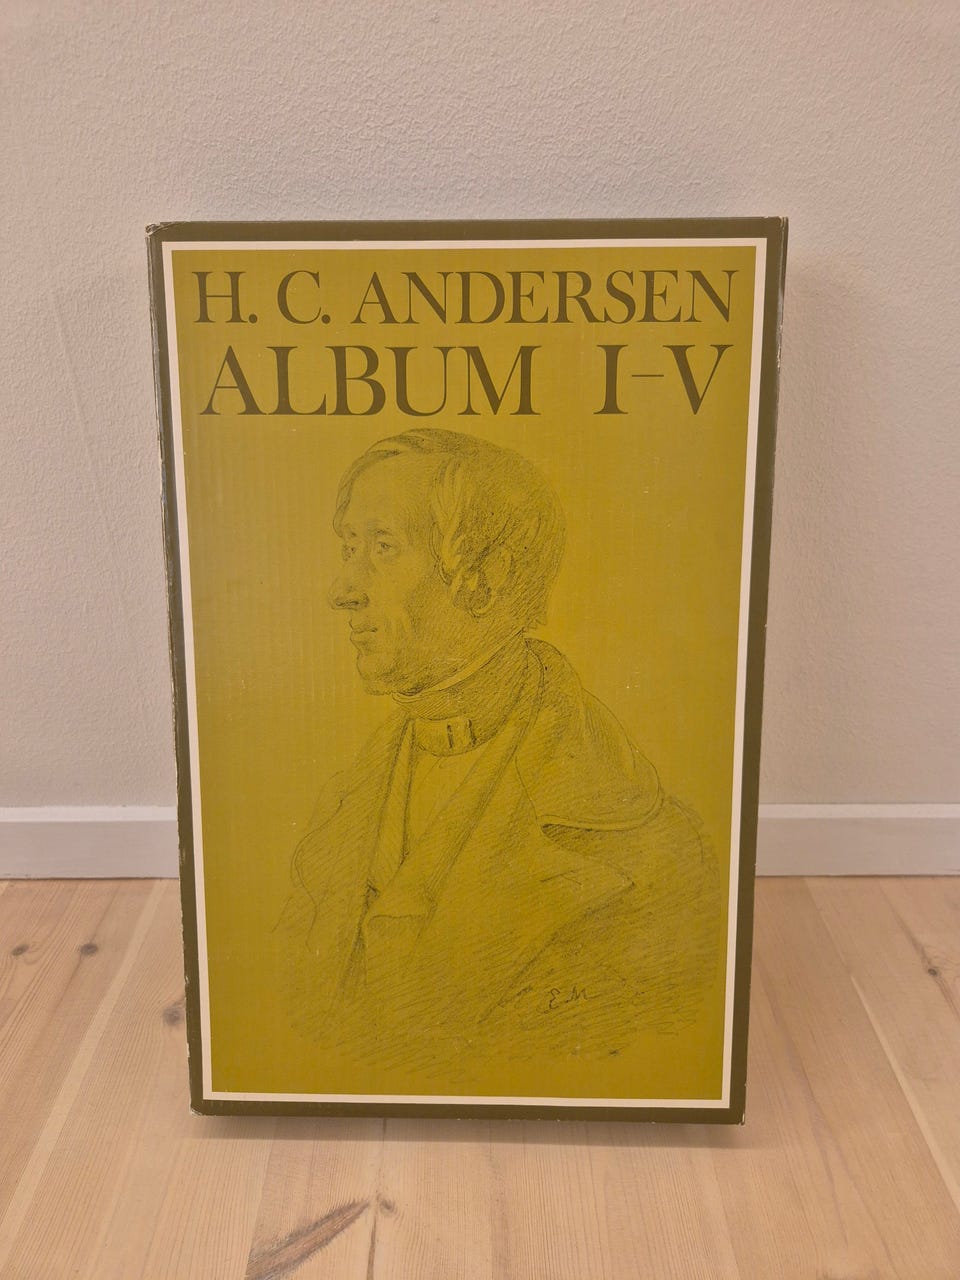 H. C. ANDERSEN
ALBUM I–V
E.M